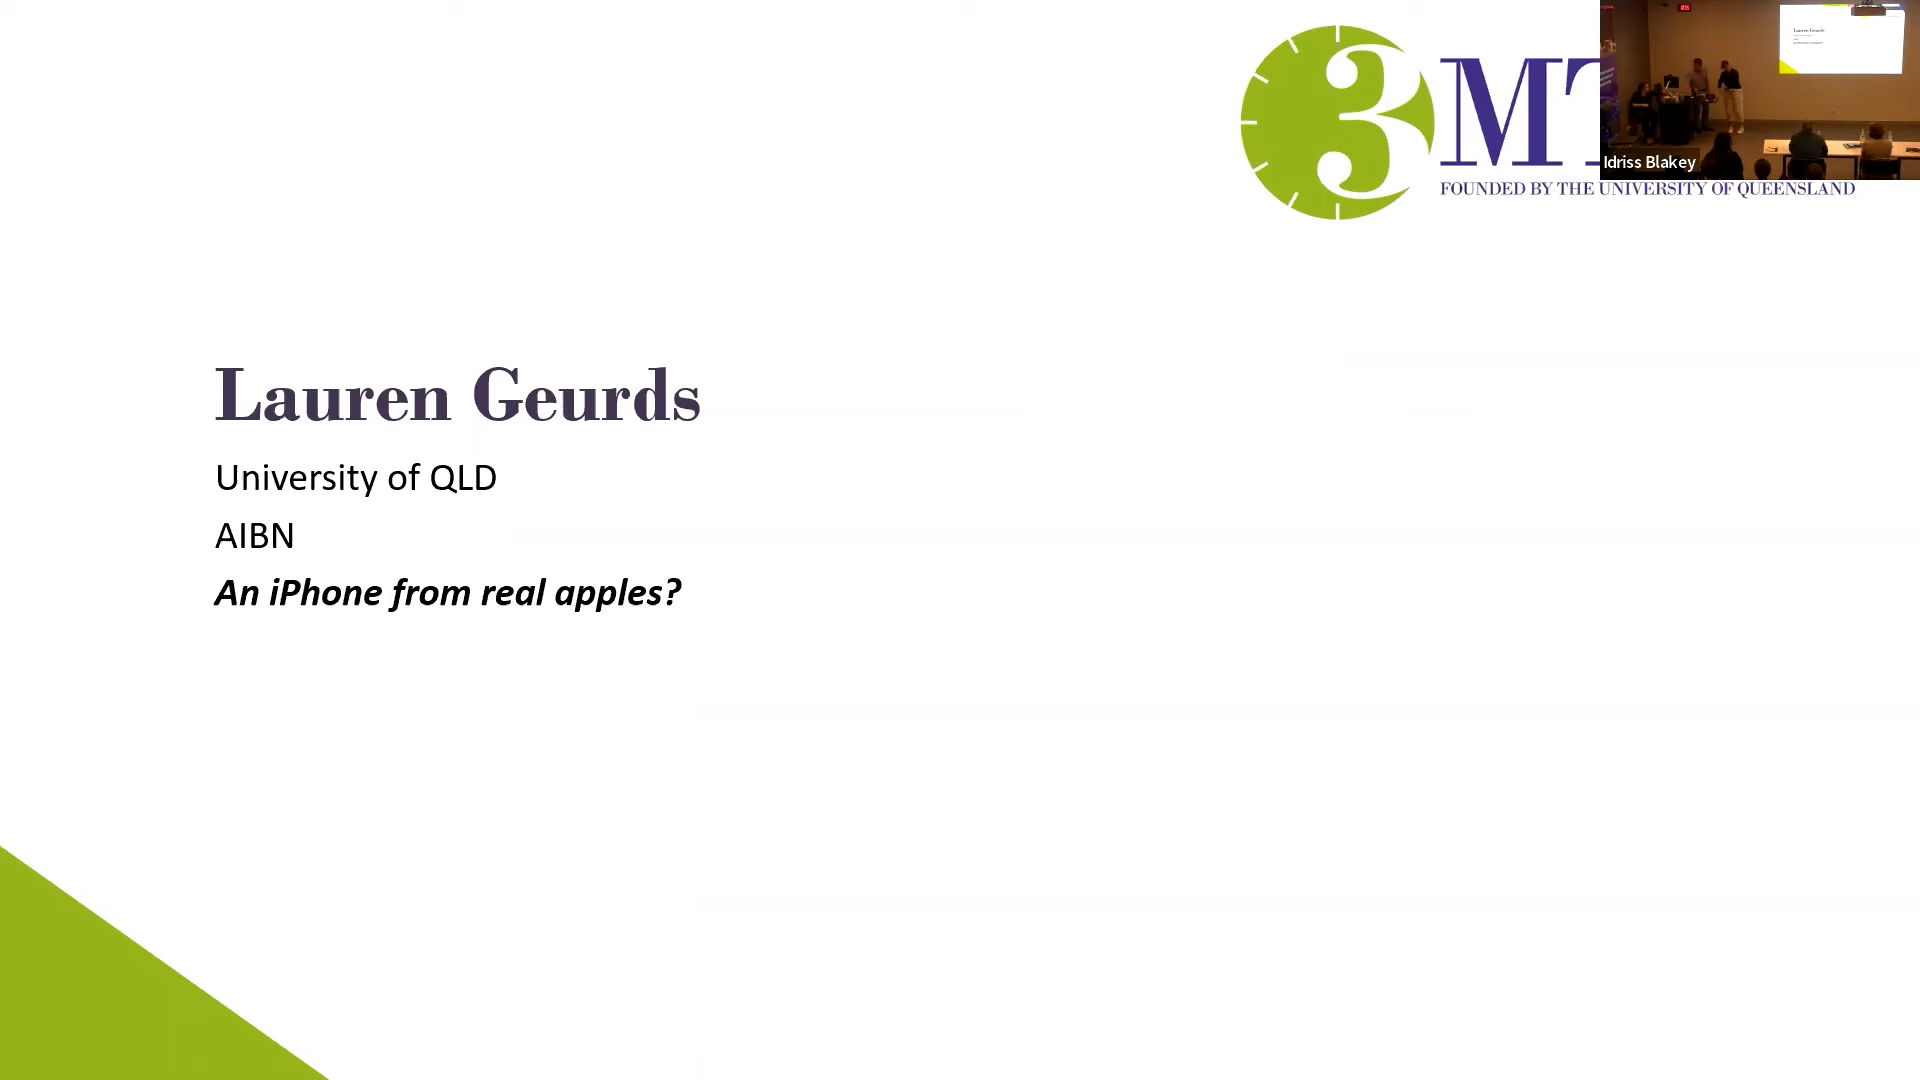 3MT
FOUNDED BY THE UNIVERSITY OF QUEENSLAND
Idriss Blakey
Lauren Geurds
University of QLD
AIBN
An iPhone from real apples?